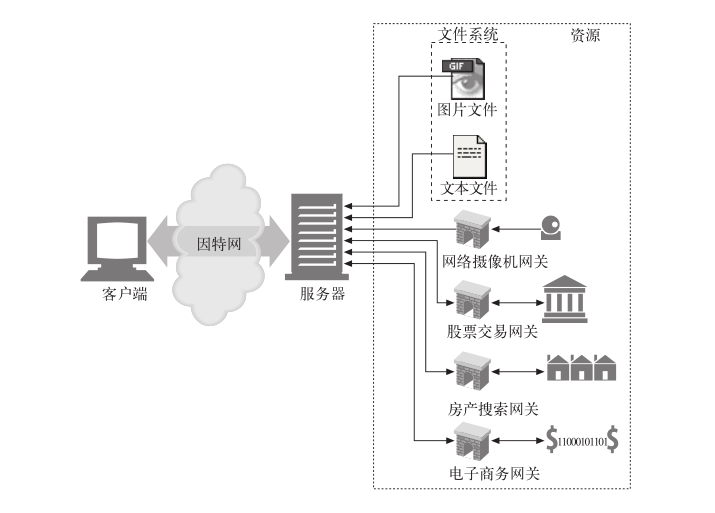 文件系统
资源
GIF
图片文件
文本文件
因特网
客户端
服务器
网络摄像机网关
股票交易网关
房产搜索网关
$11000101101$
电子商务网关